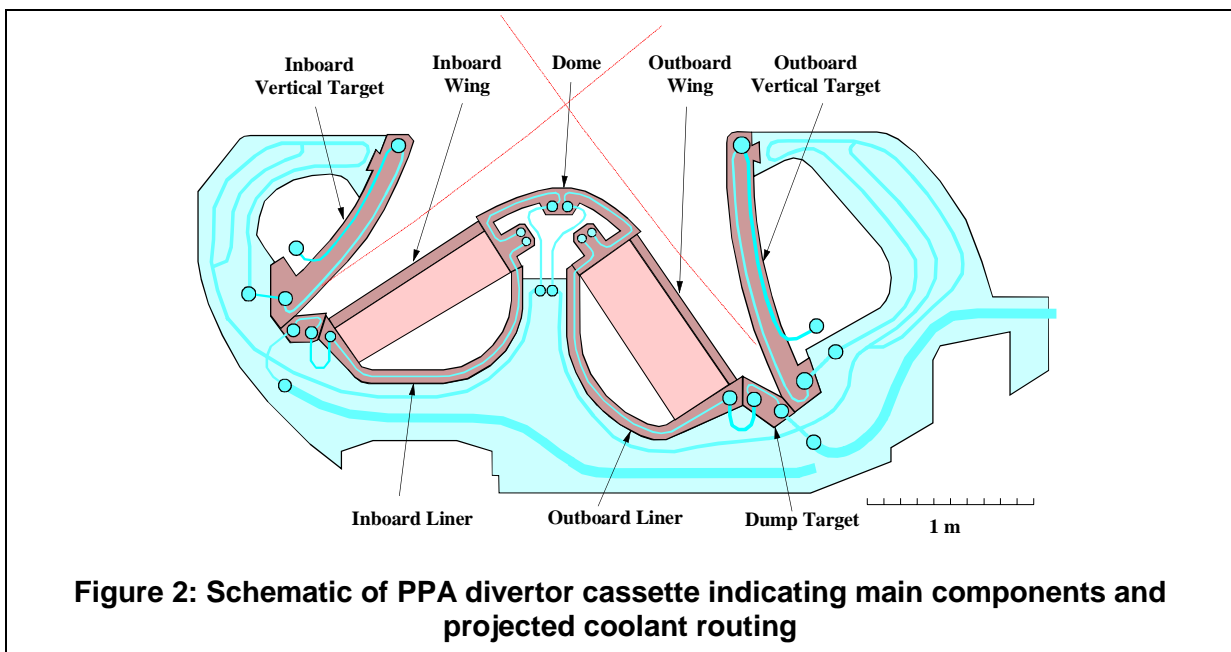 Inboard
Vertical Target
Inboard
Wing
Dome
Outboard
Wing
Outboard
Vertical Target
Inboard Liner
Outboard Liner
Dump Target
1 m
Figure 2: Schematic of PPA divertor cassette indicating main components and
projected coolant routing